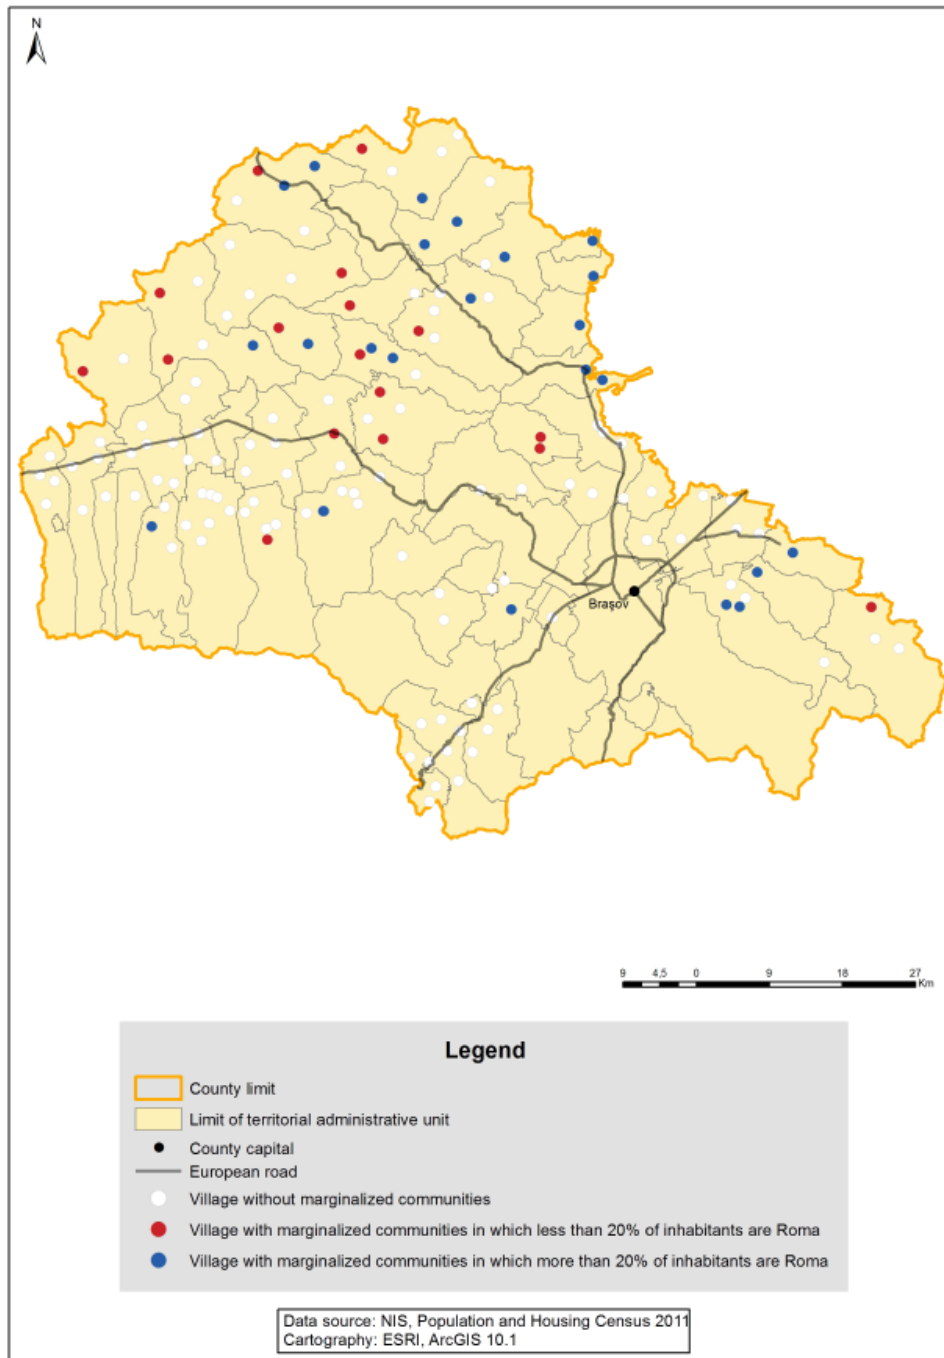 N
Braşov
9 4,5 0 9 18 27
Km
Legend
County limit
Limit of territorial administrative unit
County capital
European road
Village without marginalized communities
Village with marginalized communities in which less than 20% of inhabitants are Roma
Village with marginalized communities in which more than 20% of inhabitants are Roma
Data source: NIS, Population and Housing Census 2011
Cartography: ESRI, ArcGIS 10.1